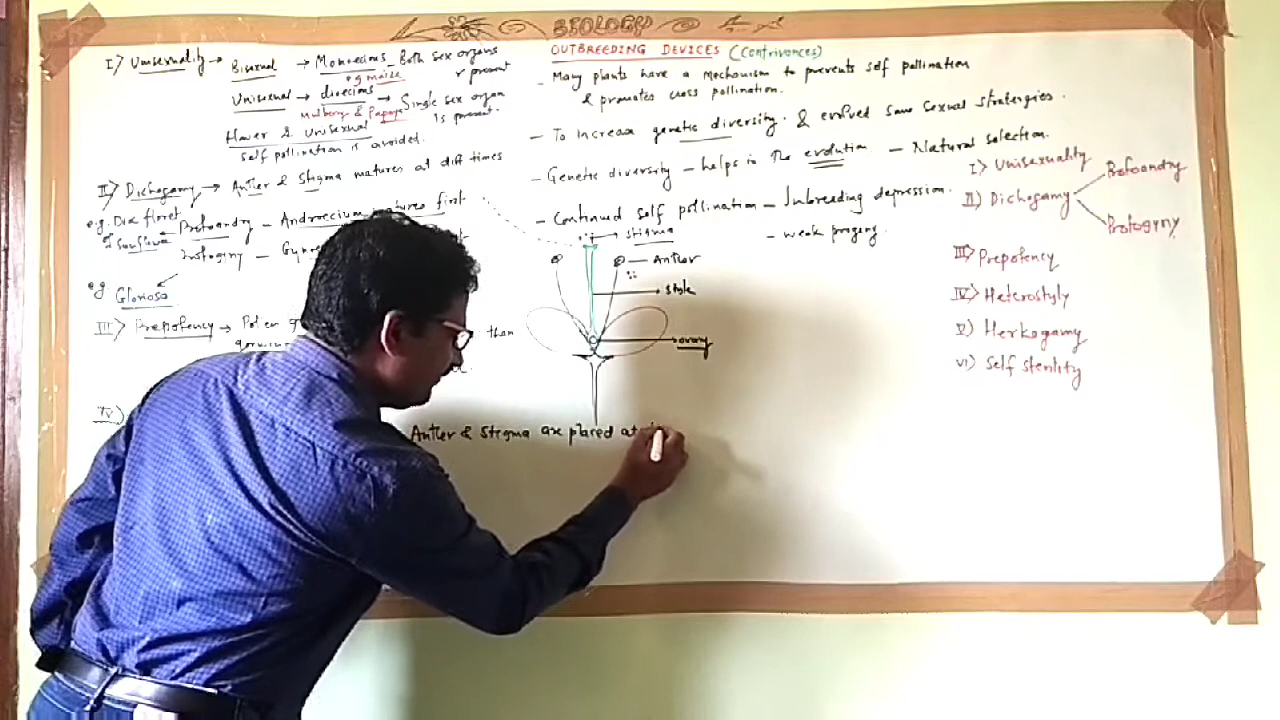 BIOLOGY
I) Unisexuality → Bisexual → Monoecious - Both sex organs
e.g maize r present
Unisexual → dioecious → Single sex organ
Mulberry & Papaya is present.
Hower & unisexual
self pollination is avoided.
II) Dichogamy → Anther & Stigma matures at diff times
e.g. Disc floret
of Sunflower Protoandry - Androecium matures first
Protogyny - Gyn
eg Gloriosa
III) Prepotency → Pollen than
IV)
OUTBREEDING DEVICES (Contrivances)
- Many plants have a mechanism to prevents self pollination
& promotes cross pollination.
- To increase genetic diversity. & evolved some sexual stratergies.
- Genetic diversity - helps in the evolution - Natural selection.
- Continued self pollination - Inbreeding depression.
- weak progeny.
stigma
Anther
style
ovary
Anther & Stigma are placed at
I) Unisexuality
II) Dichogamy
Protoandry
Protogyny
III) Prepotency
IV) Heterostyly
V) Herkogamy
VI) Self sterility